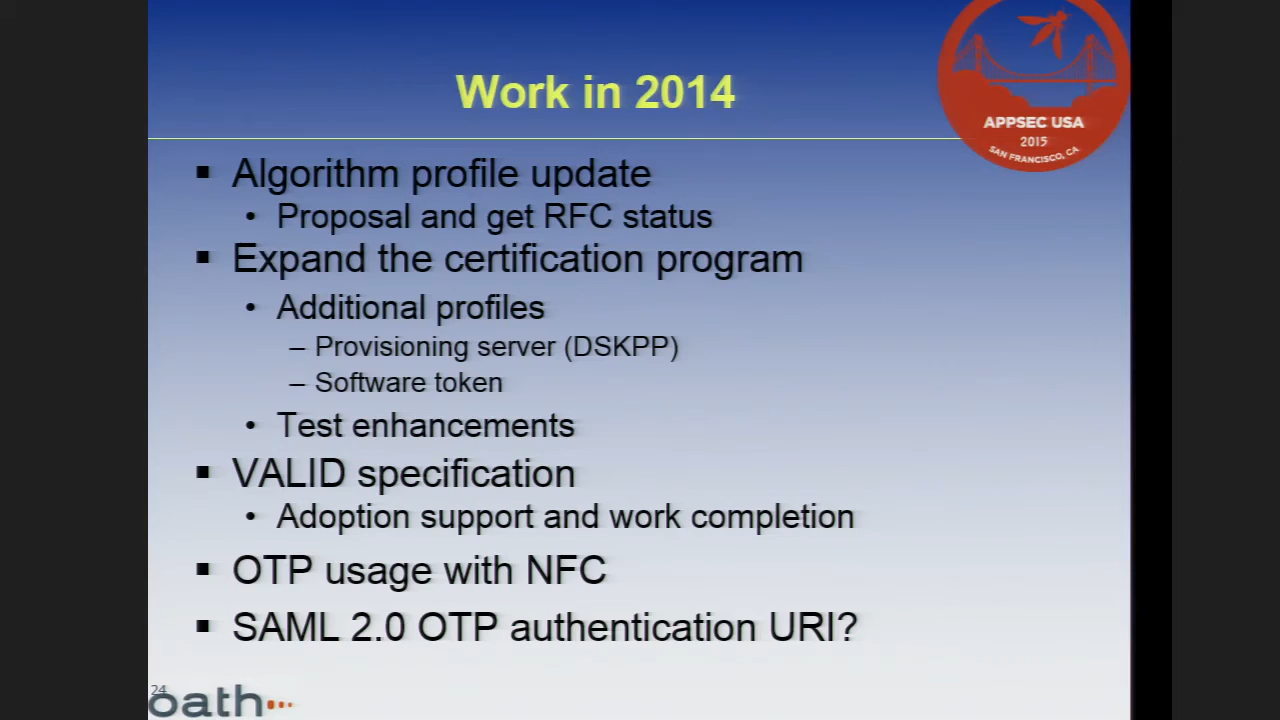 Work in 2014
APPSEC USA
2015
SAN FRANCISCO, CA
▪ Algorithm profile update
• Proposal and get RFC status
▪ Expand the certification program
• Additional profiles
– Provisioning server (DSKPP)
– Software token
• Test enhancements
▪ VALID specification
• Adoption support and work completion
▪ OTP usage with NFC
▪ SAML 2.0 OTP authentication URI?
24
oath